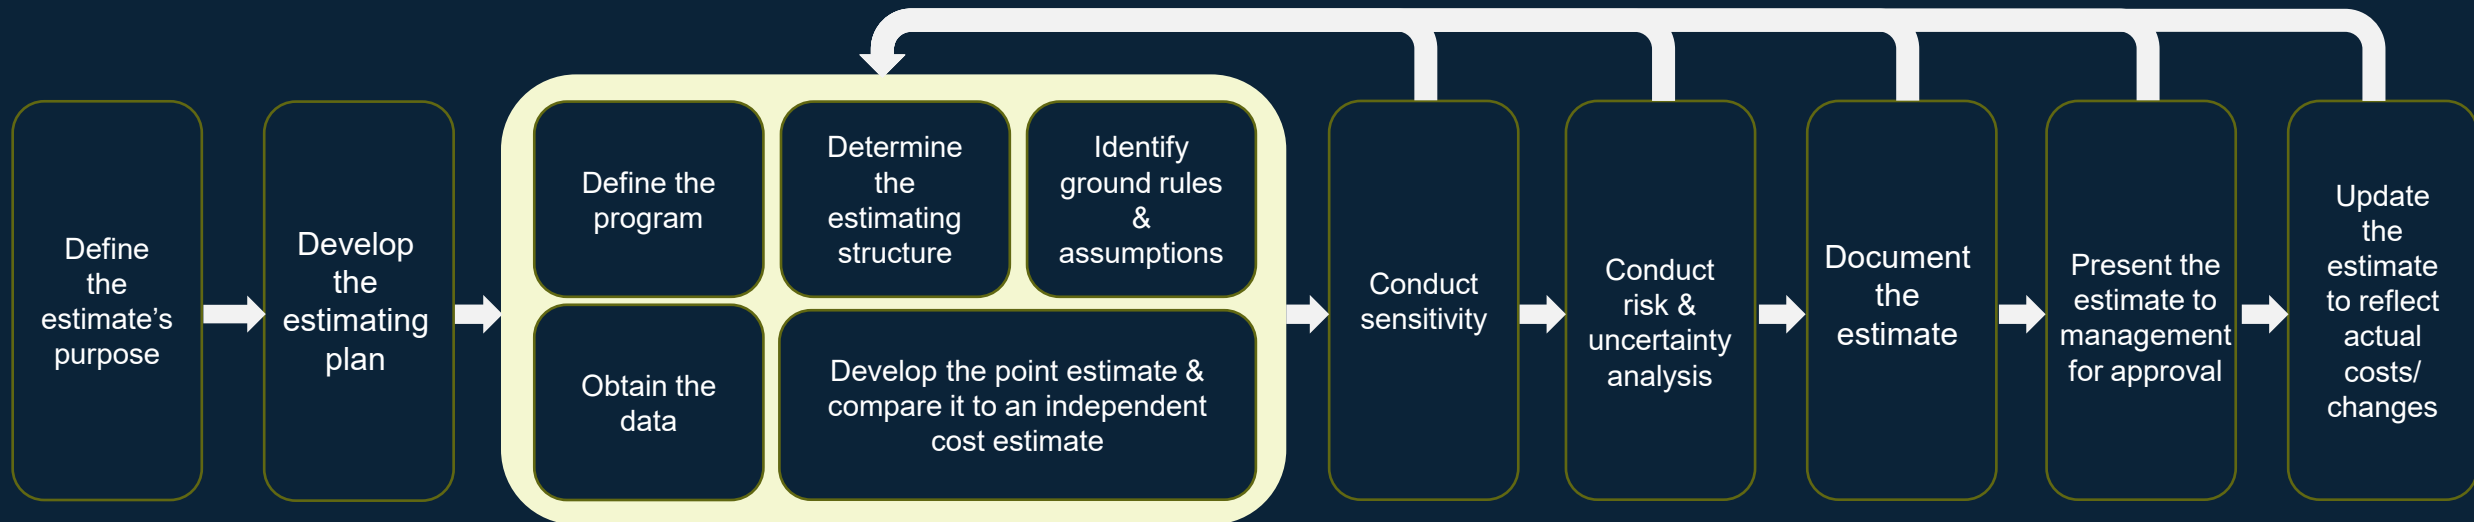 Define
the
estimate’s
purpose
Develop
the
estimating
plan
Define the
program
Determine
the
estimating
structure
Identify
ground rules
&
assumptions
Obtain the
data
Develop the point estimate &
compare it to an independent
cost estimate
Conduct
sensitivity
Conduct
risk &
uncertainty
analysis
Document
the
estimate
Present the
estimate to
management
for approval
Update
the
estimate
to reflect
actual
costs/
changes